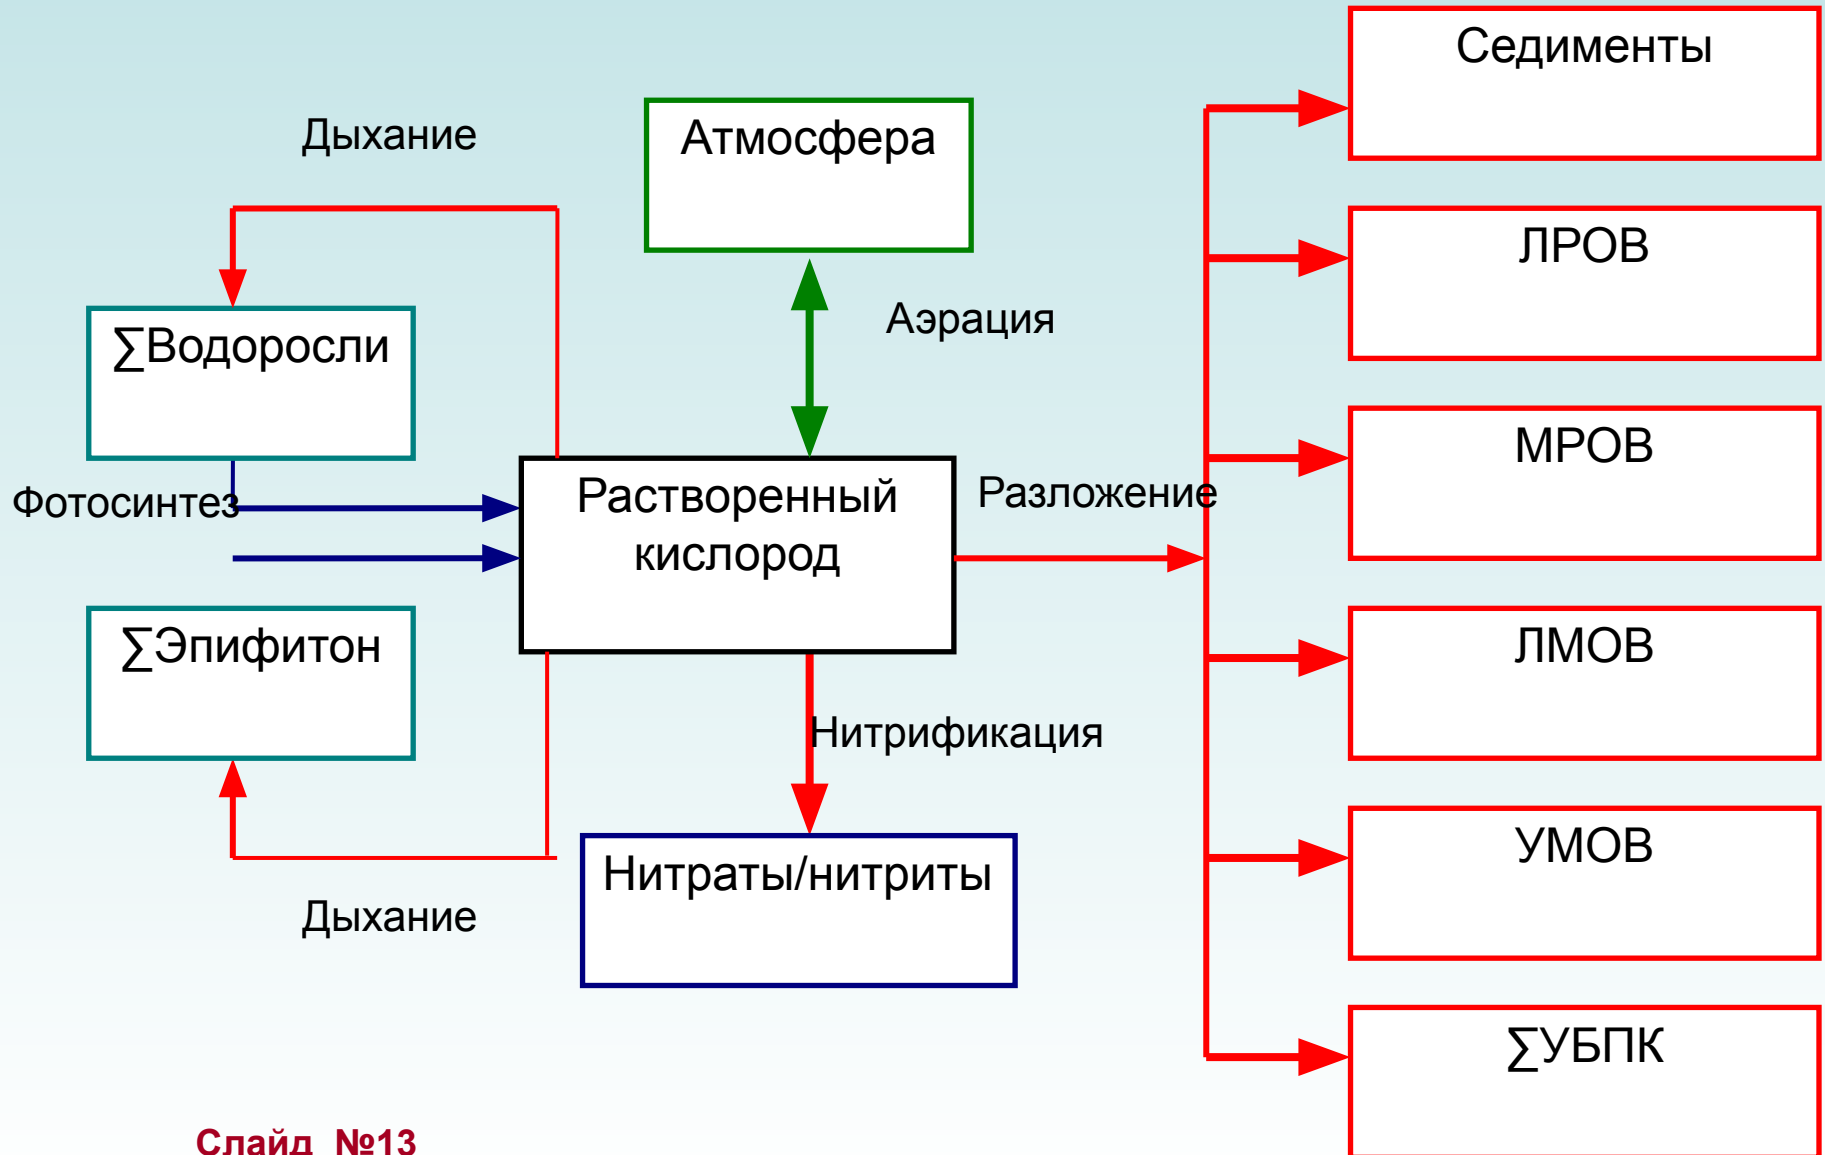 Седименты
Дыхание
Атмосфера
ЛРОВ
Аэрация
∑Водоросли
МРОВ
Фотосинтез
Растворенный
кислород
Разложение
∑Эпифитон
ЛМОВ
Нитрификация
УМОВ
Нитраты/нитриты
Дыхание
∑УБПК
Слайд №13